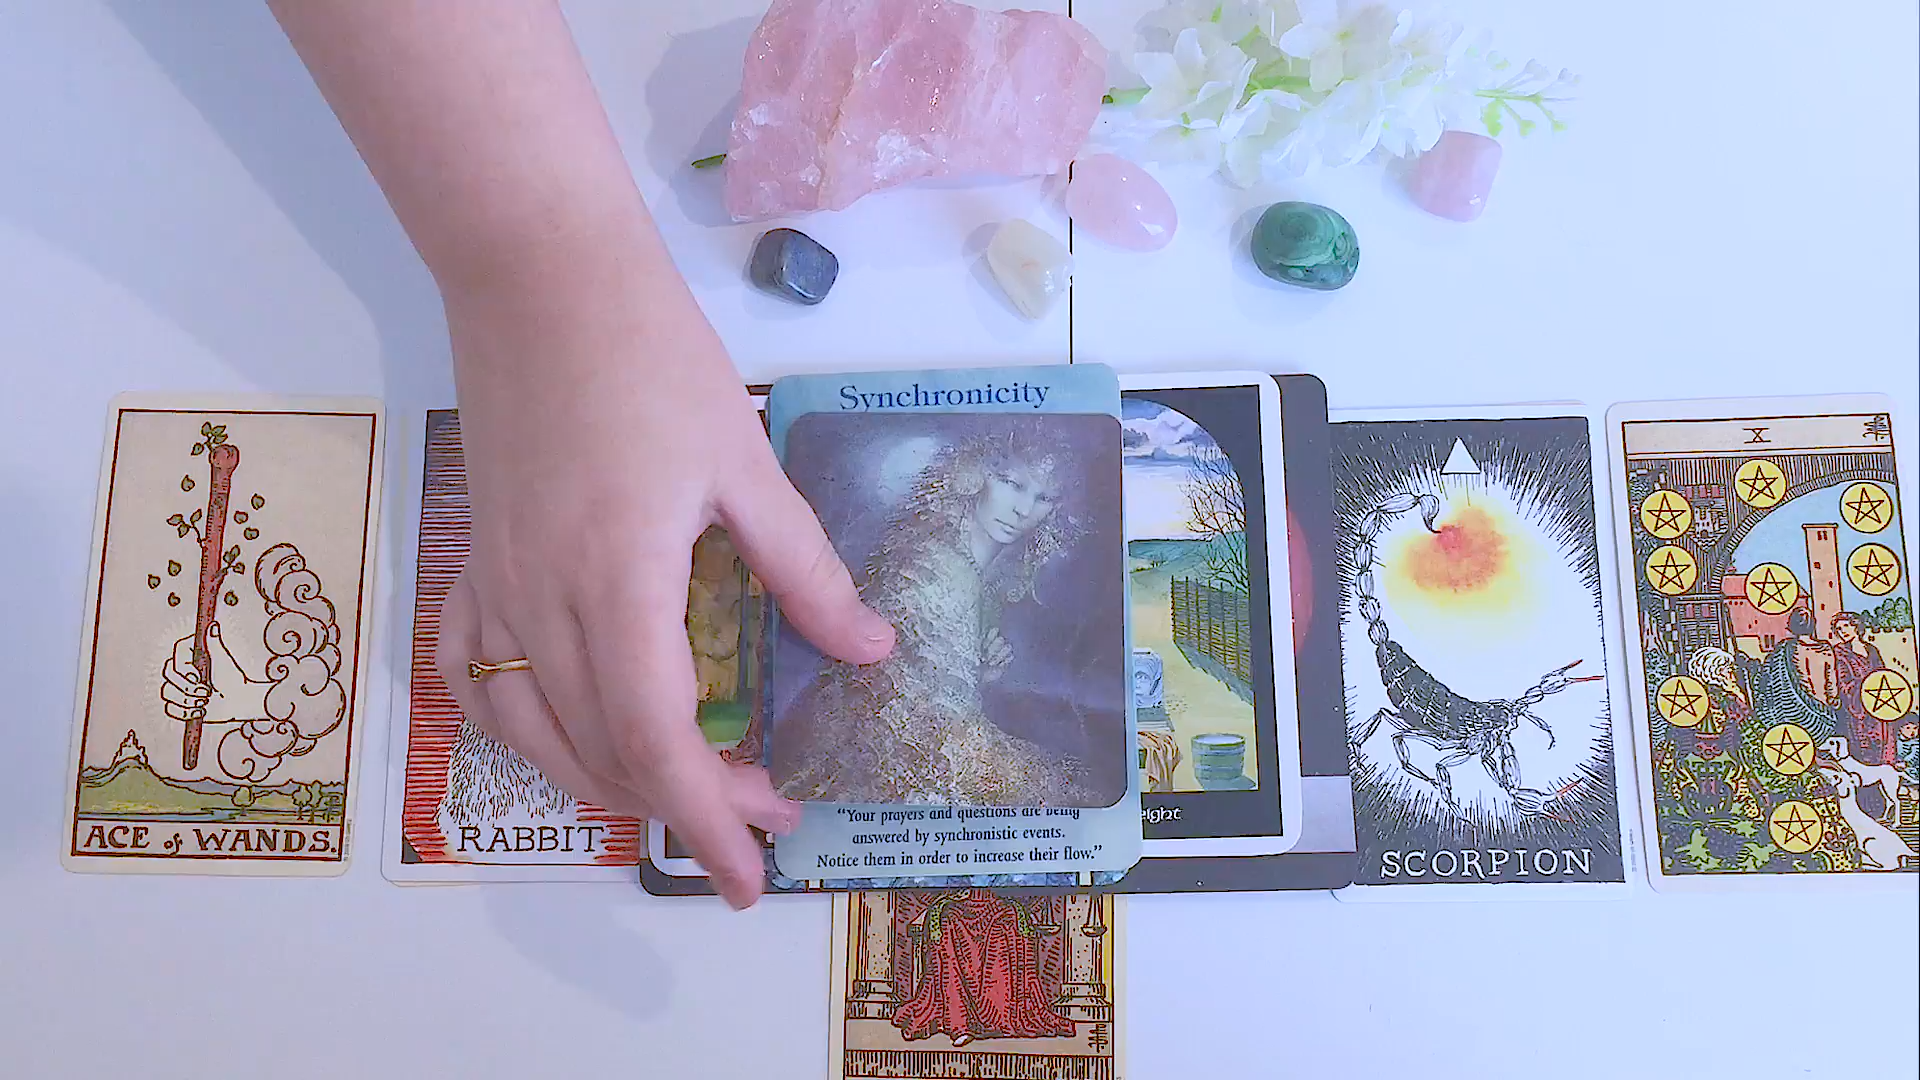 Synchronicity
X
ACE of WANDS.
RABBIT
"Your prayers and questions are being
answered by synchronistic events.
Notice them in order to increase their flow."
SCORPION